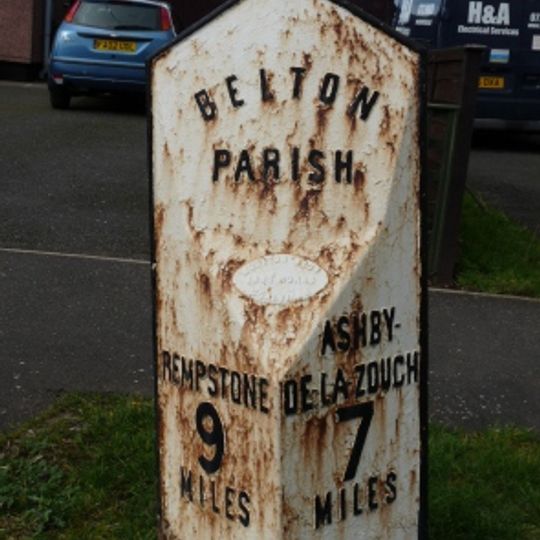 H&A
Electrical Services
BELTON
PARISH
REMPSTONE
9
MILES
ASHBY-
DE LA ZOUCH
7
MILES